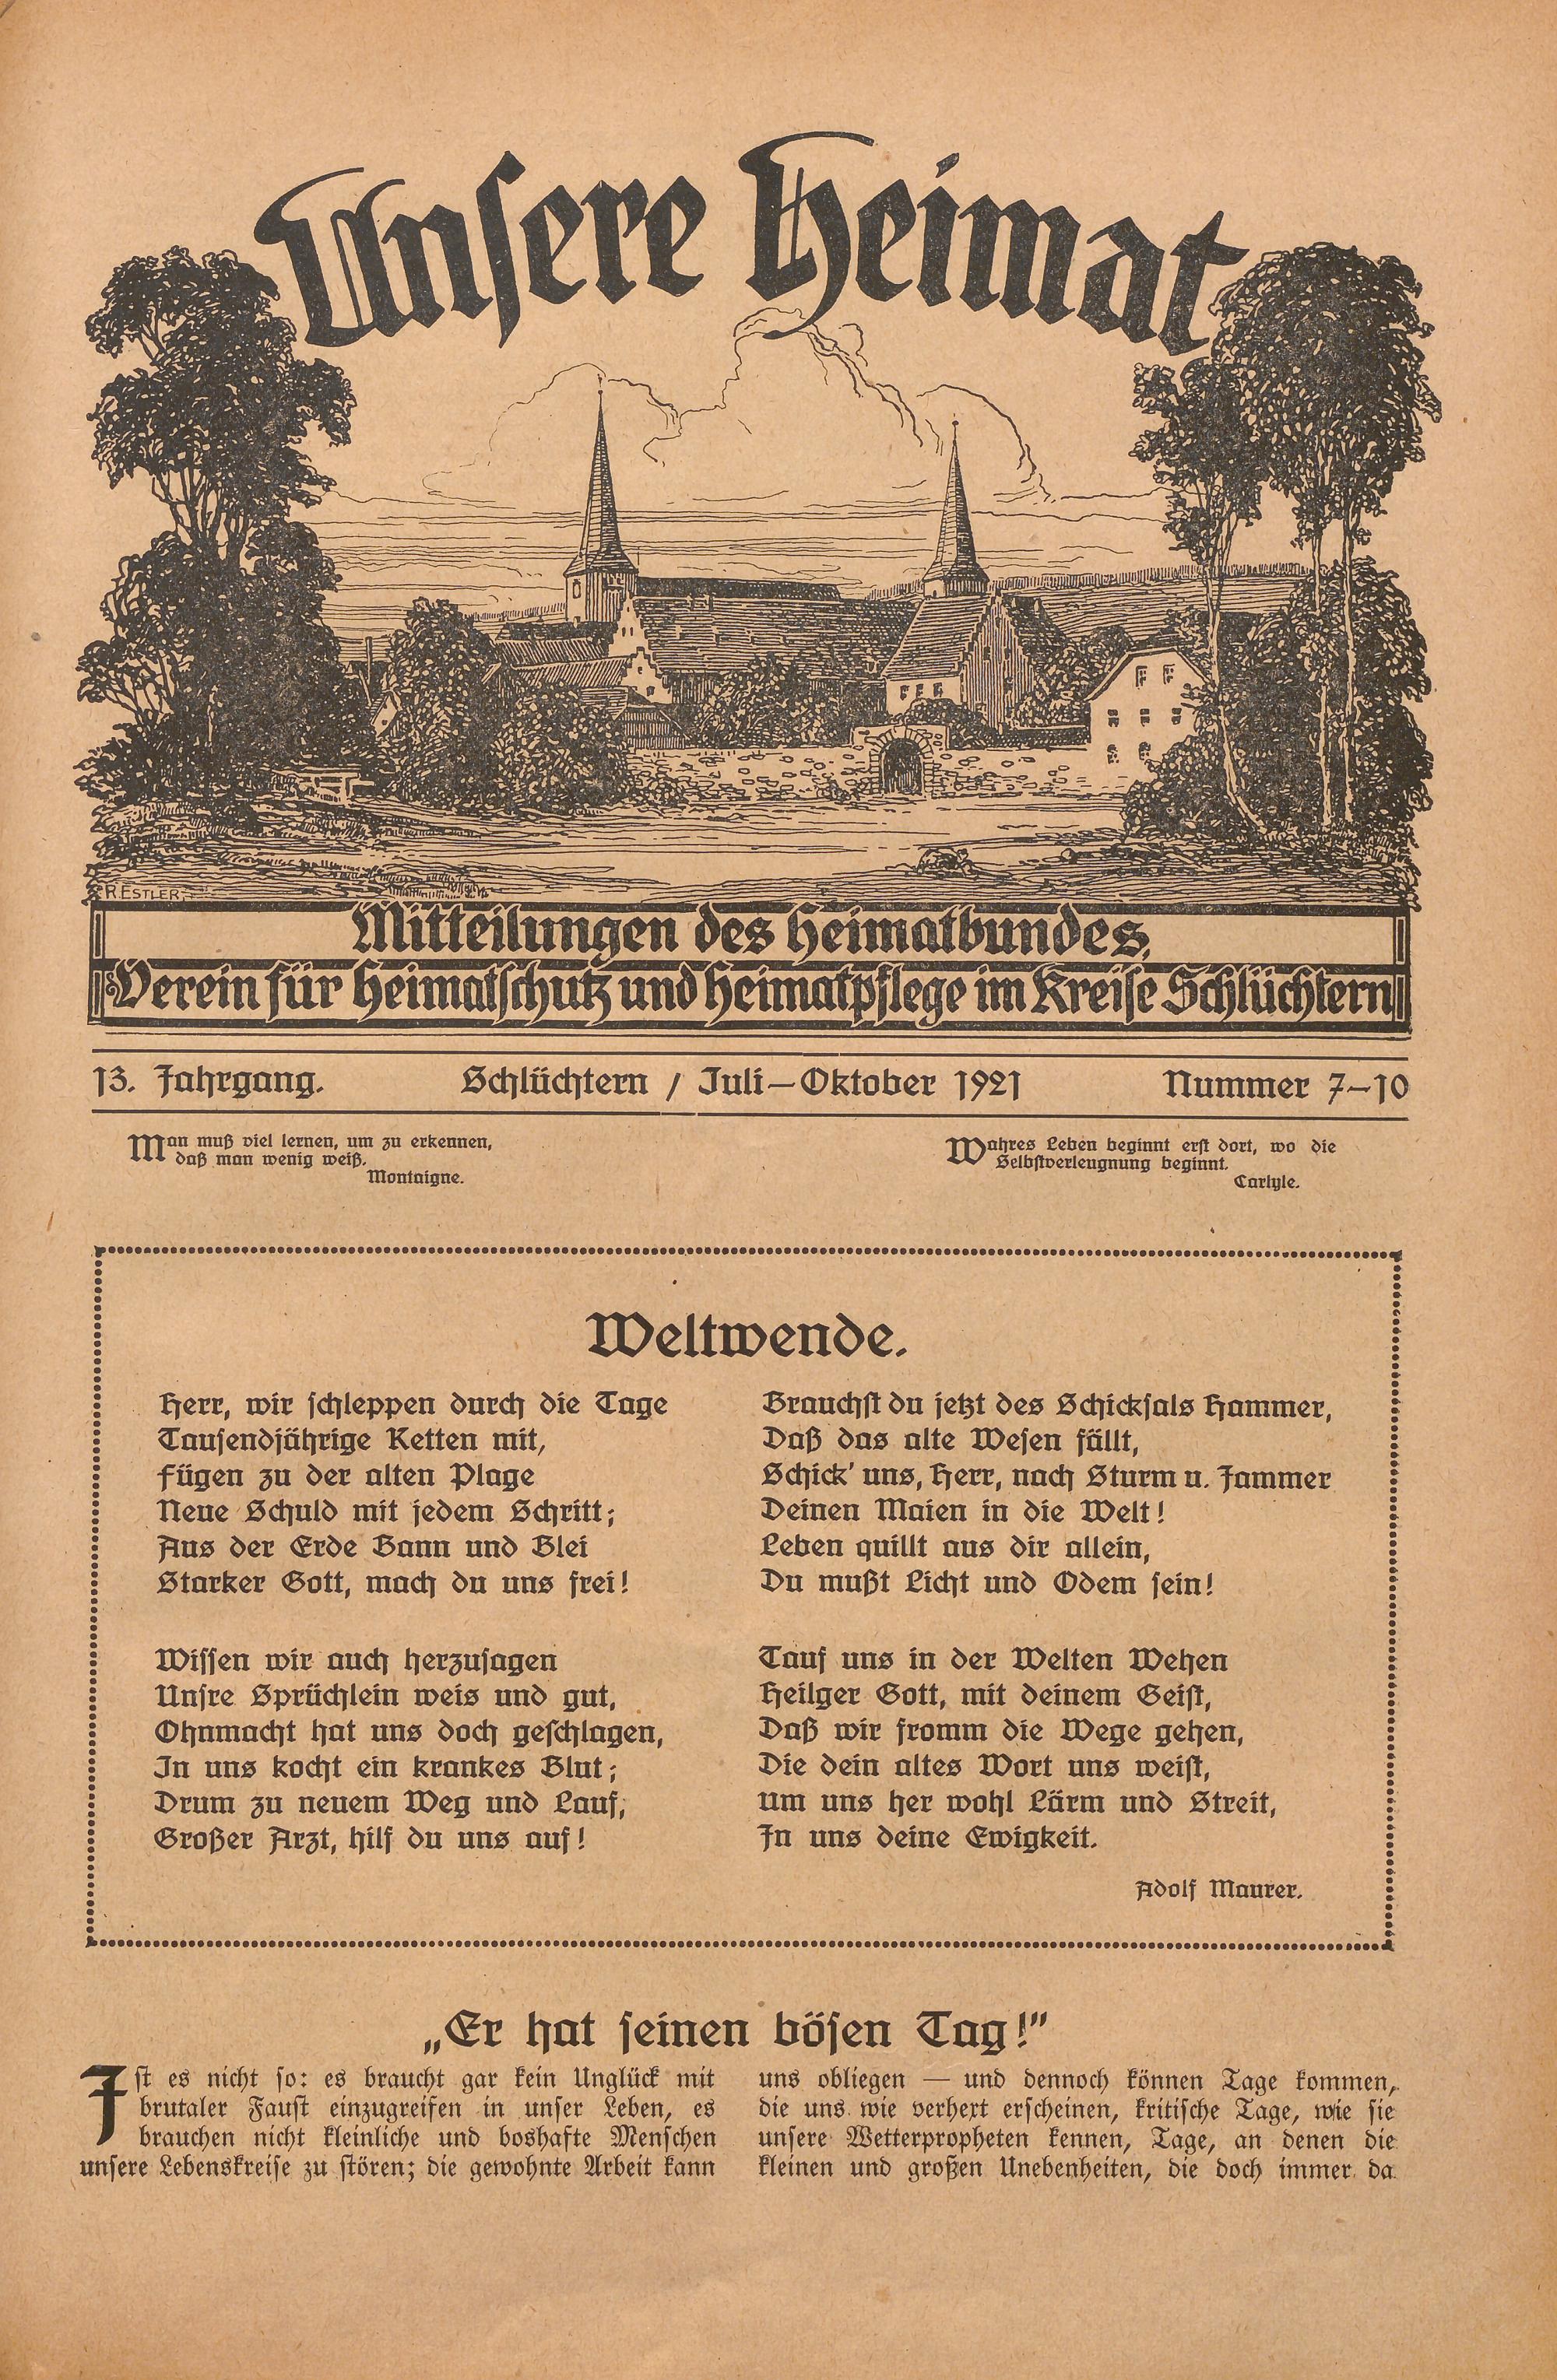 Unsere Heimat
R. ESTLER
Mitteilungen des Heimatbundes,
Verein für Heimatschutz und Heimatpflege im Kreise Schlüchtern
13. Jahrgang. Schlüchtern / Juli—Oktober 1921 Nummer 7—10
Man muß viel lernen, um zu erkennen,
daß man wenig weiß.
Montaigne.
Wahres Leben beginnt erst dort, wo die
Selbstverleugnung beginnt.
Carlyle.
Weltwende.
Herr, wir schleppen durch die Tage
Tausendjährige Ketten mit,
Fügen zu der alten Plage
Neue Schuld mit jedem Schritt;
Aus der Erde Bann und Blei
Starker Gott, mach du uns frei!
Wissen wir auch herzusagen
Unsre Sprüchlein weis und gut,
Ohnmacht hat uns doch geschlagen,
In uns kocht ein krankes Blut;
Drum zu neuem Weg und Lauf,
Großer Arzt, hilf du uns auf!
Brauchst du jetzt des Schicksals Hammer,
Daß das alte Wesen fällt,
Schick' uns, Herr, nach Sturm u. Jammer
Deinen Maien in die Welt!
Leben quillt aus dir allein,
Du mußt Licht und Odem sein!
Tauf uns in der Welten Wehen
Heilger Gott, mit deinem Geist,
Daß wir fromm die Wege gehen,
Die dein altes Wort uns weist,
um uns her wohl Lärm und Streit,
In uns deine Ewigkeit.
Adolf Maurer.
„Er hat seinen bösen Tag!"
Ist es nicht so: es braucht gar kein Unglück mit
brutaler Faust einzugreifen in unser Leben, es
brauchen nicht kleinliche und boshafte Menschen
unsere Lebenskreise zu stören; die gewohnte Arbeit kann
uns obliegen — und dennoch können Tage kommen,
die uns wie verhext erscheinen, kritische Tage, wie sie
unsere Wetterpropheten kennen, Tage, an denen die
kleinen und großen Unebenheiten, die doch immer da